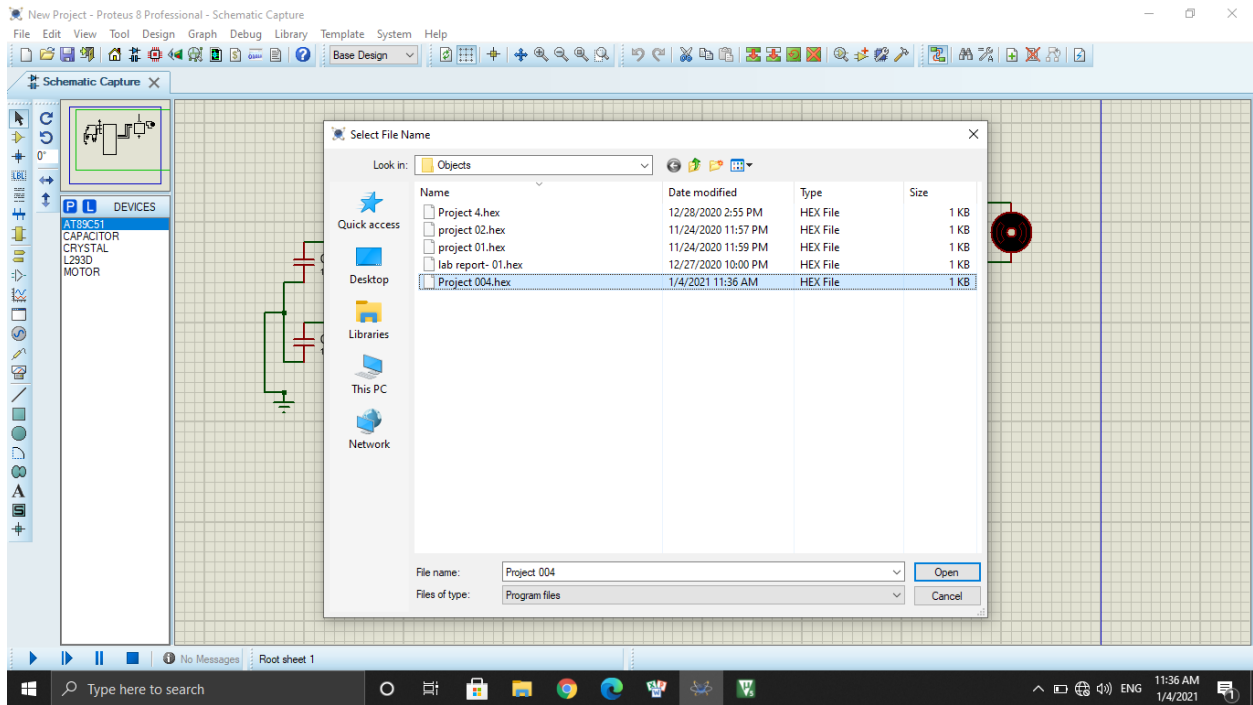 New Project - Proteus 8 Professional - Schematic Capture
File Edit View Tool Design Graph Debug Library Template System Help
Base Design
Schematic Capture
0°
LBL
P L DEVICES
AT89C51
CAPACITOR
CRYSTAL
L293D
MOTOR
A
S
Select File Name
Look in: Objects
Name Date modified Type Size
Project 4.hex 12/28/2020 2:55 PM HEX File 1 KB
project 02.hex 11/24/2020 11:57 PM HEX File 1 KB
project 01.hex 11/24/2020 11:59 PM HEX File 1 KB
lab report- 01.hex 12/27/2020 10:00 PM HEX File 1 KB
Project 004.hex 1/4/2021 11:36 AM HEX File 1 KB
Quick access
Desktop
Libraries
This PC
Network
File name: Project 004 Open
Files of type: Program files Cancel
No Messages Root sheet 1
Type here to search
ENG 11:36 AM
1/4/2021
1